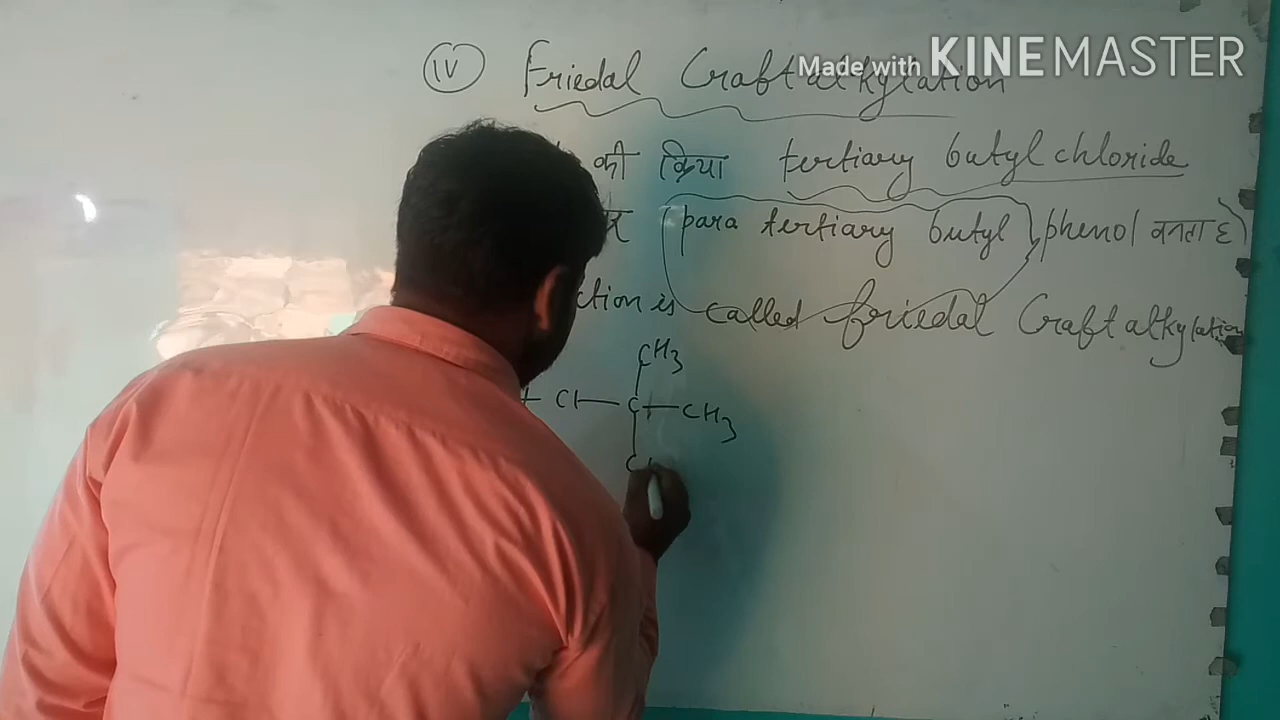 Made with KINEMASTER
IV Friedal Craft alkylation
की क्रिया tertiary butyl chloride
para tertiary butyl phenol बनता है
ction is called friedal Craft alkylation
CH3
+ Cl — C — CH3
C